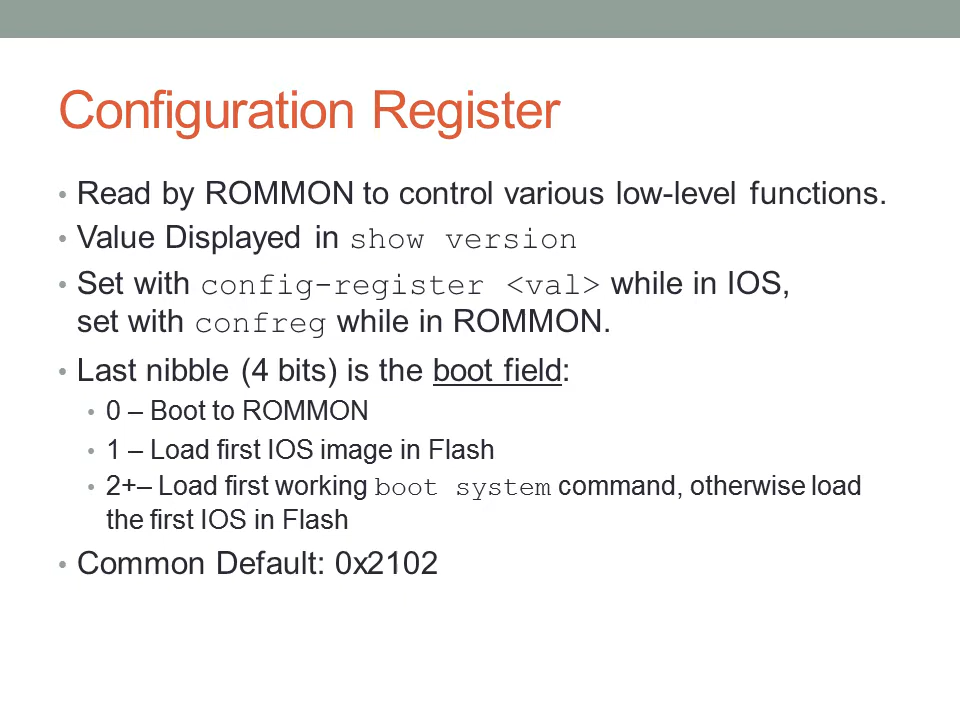 Configuration Register
• Read by ROMMON to control various low-level functions.
• Value Displayed in show version
• Set with config-register <val> while in IOS,
set with confreg while in ROMMON.
• Last nibble (4 bits) is the boot field:
• 0 – Boot to ROMMON
• 1 – Load first IOS image in Flash
• 2+– Load first working boot system command, otherwise load
the first IOS in Flash
• Common Default: 0x2102